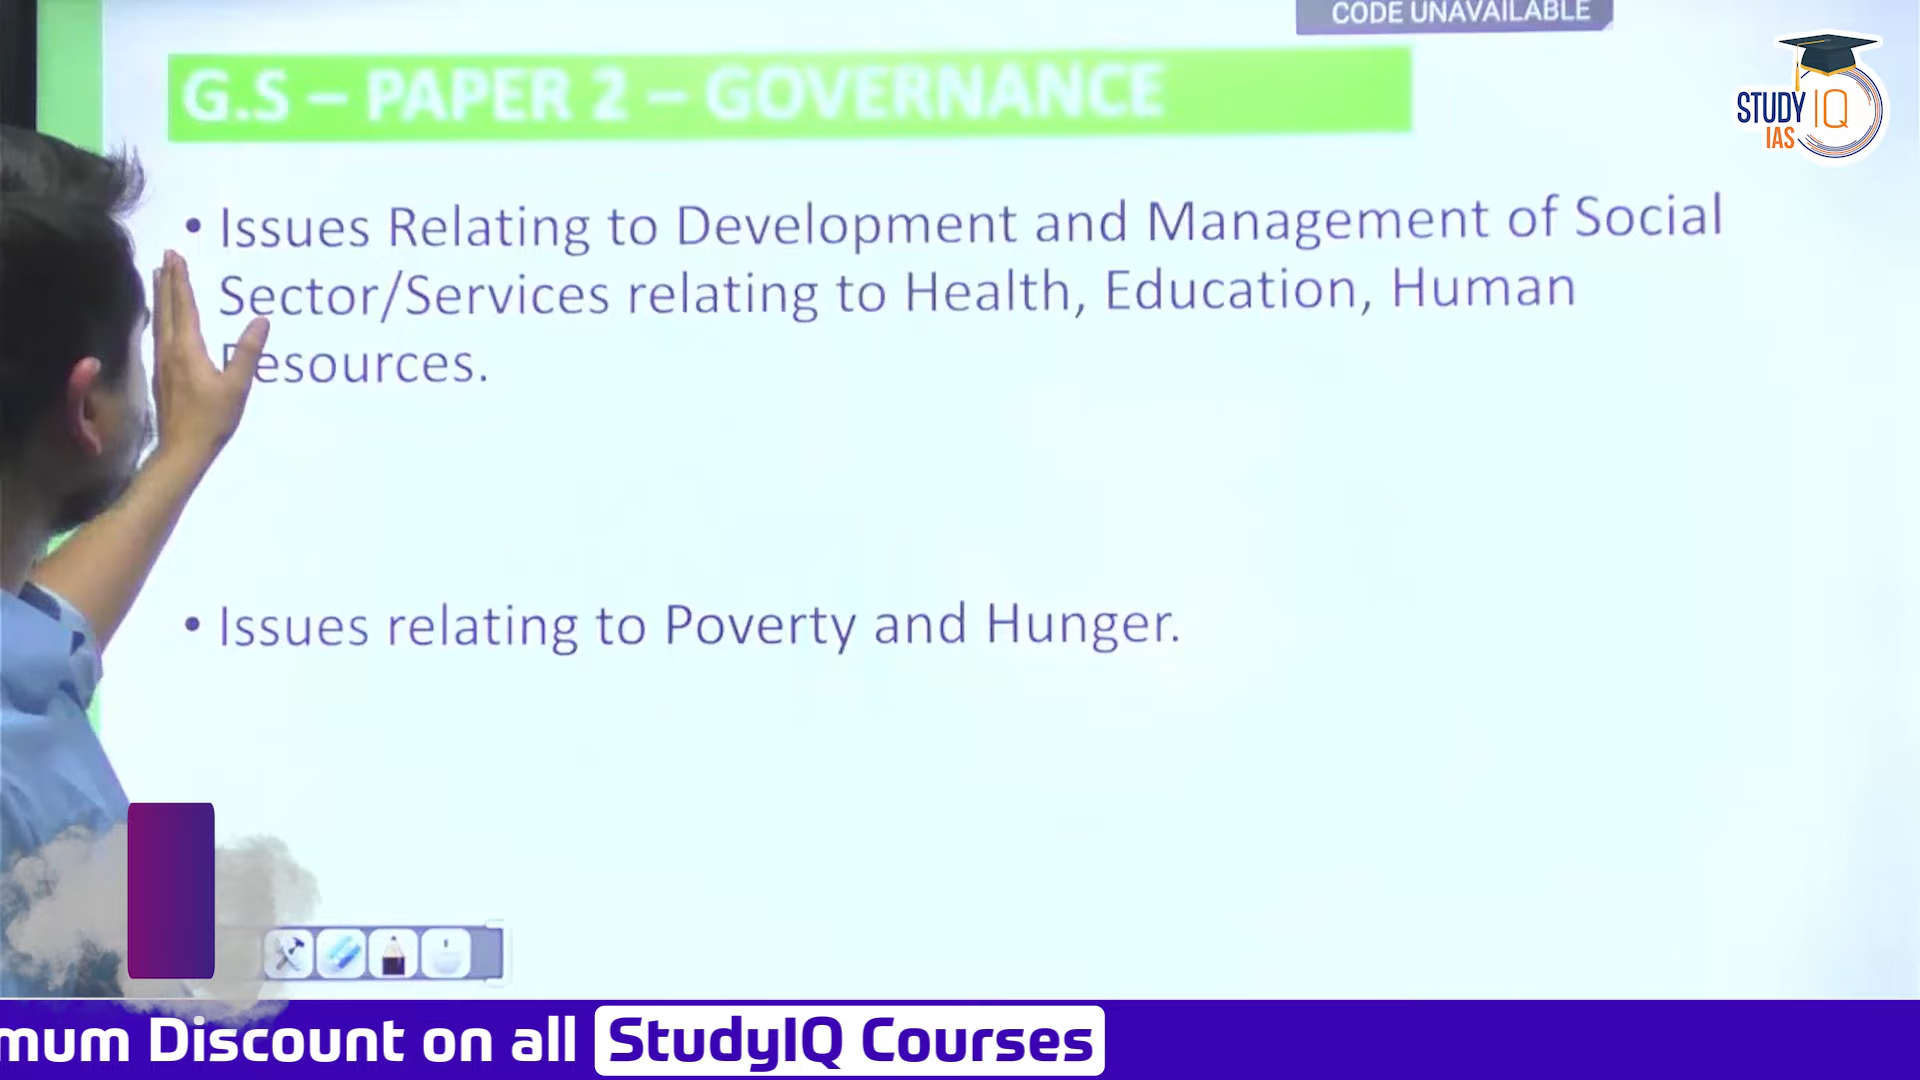 CODE UNAVAILABLE
G.S – PAPER 2 – GOVERNANCE
STUDY IQ
IAS
• Issues Relating to Development and Management of Social
Sector/Services relating to Health, Education, Human
Resources.
• Issues relating to Poverty and Hunger.
mum Discount on all StudyIQ Courses